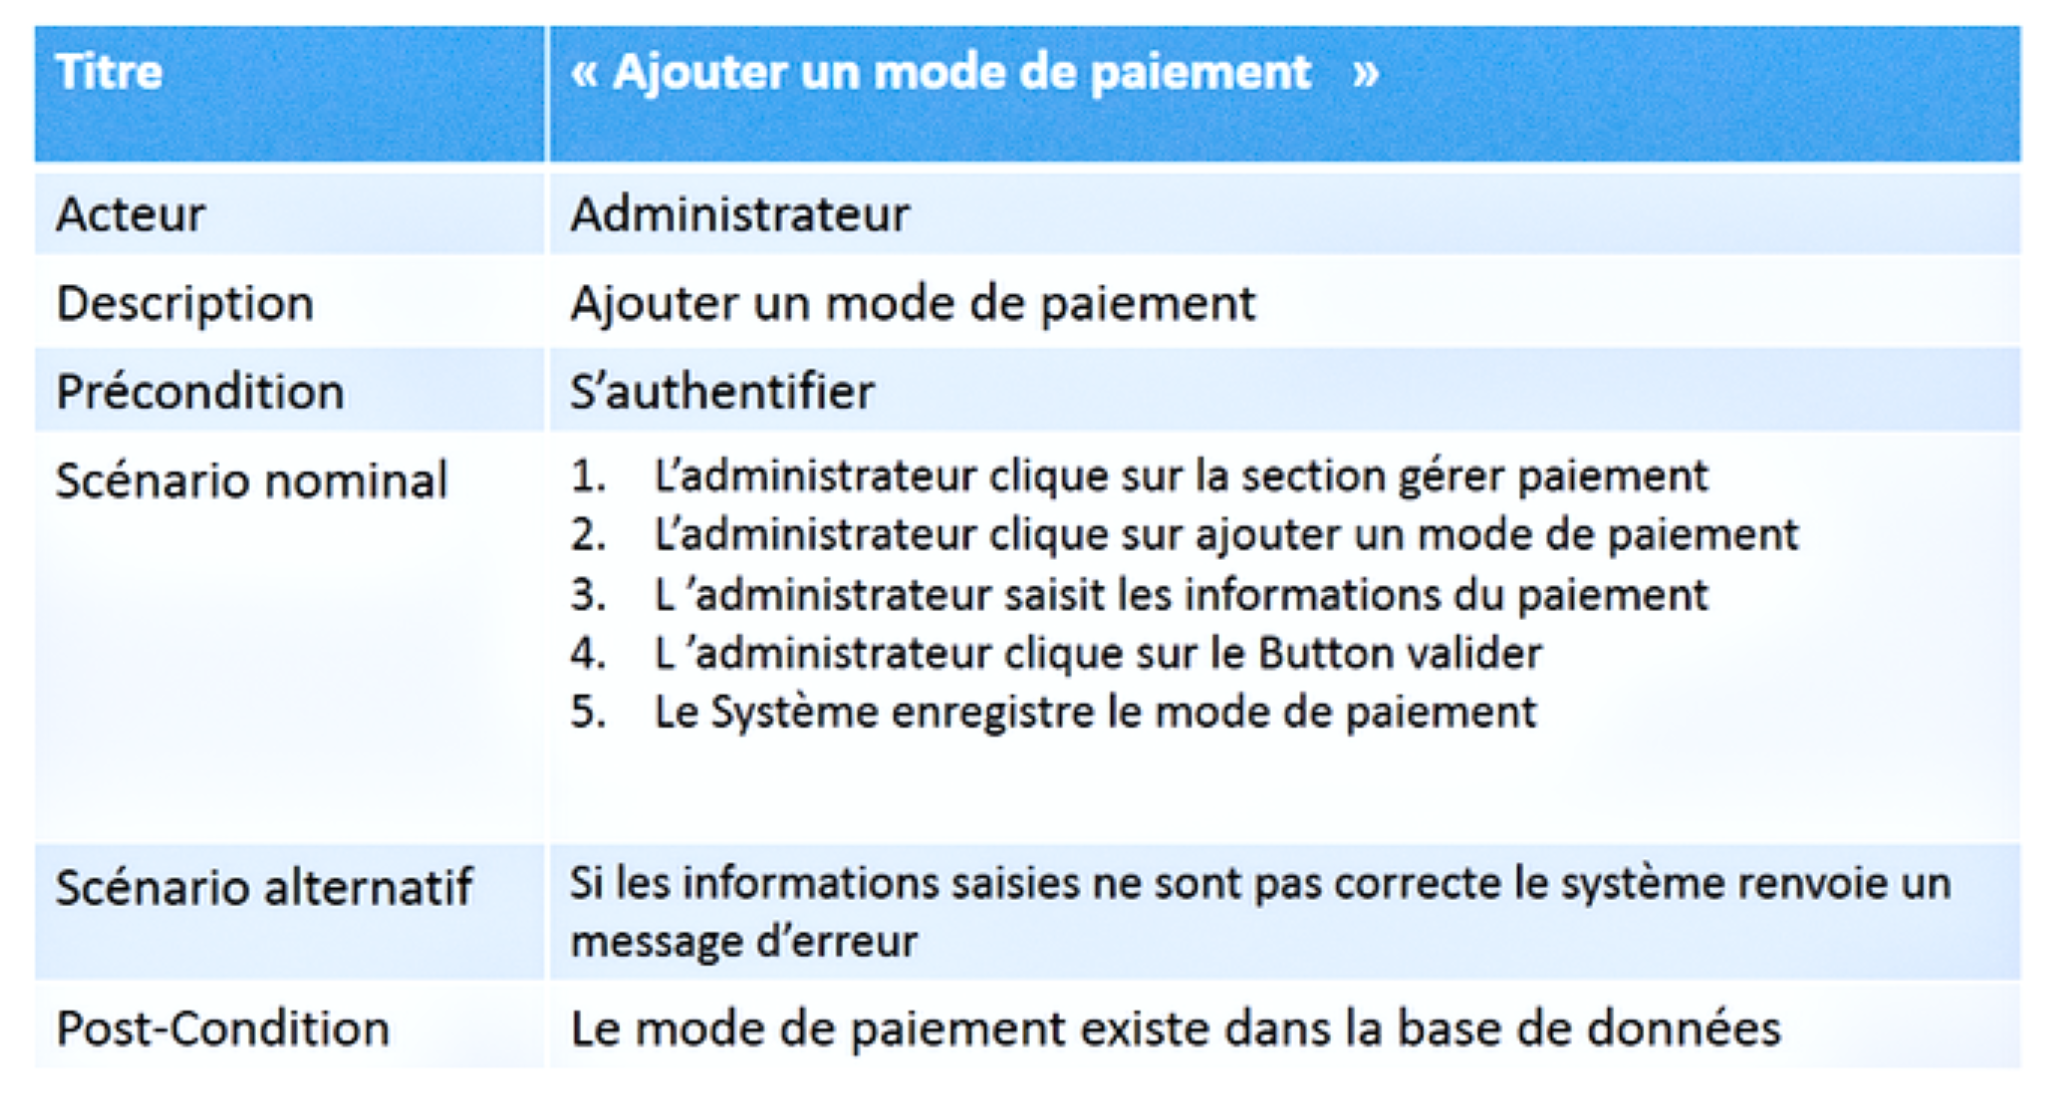 Titre
« Ajouter un mode de paiement »
Acteur
Administrateur
Description
Ajouter un mode de paiement
Précondition
S’authentifier
Scénario nominal
1. L’administrateur clique sur la section gérer paiement
2. L’administrateur clique sur ajouter un mode de paiement
3. L ’administrateur saisit les informations du paiement
4. L ’administrateur clique sur le Button valider
5. Le Système enregistre le mode de paiement
Scénario alternatif
Si les informations saisies ne sont pas correcte le système renvoie un
message d’erreur
Post-Condition
Le mode de paiement existe dans la base de données